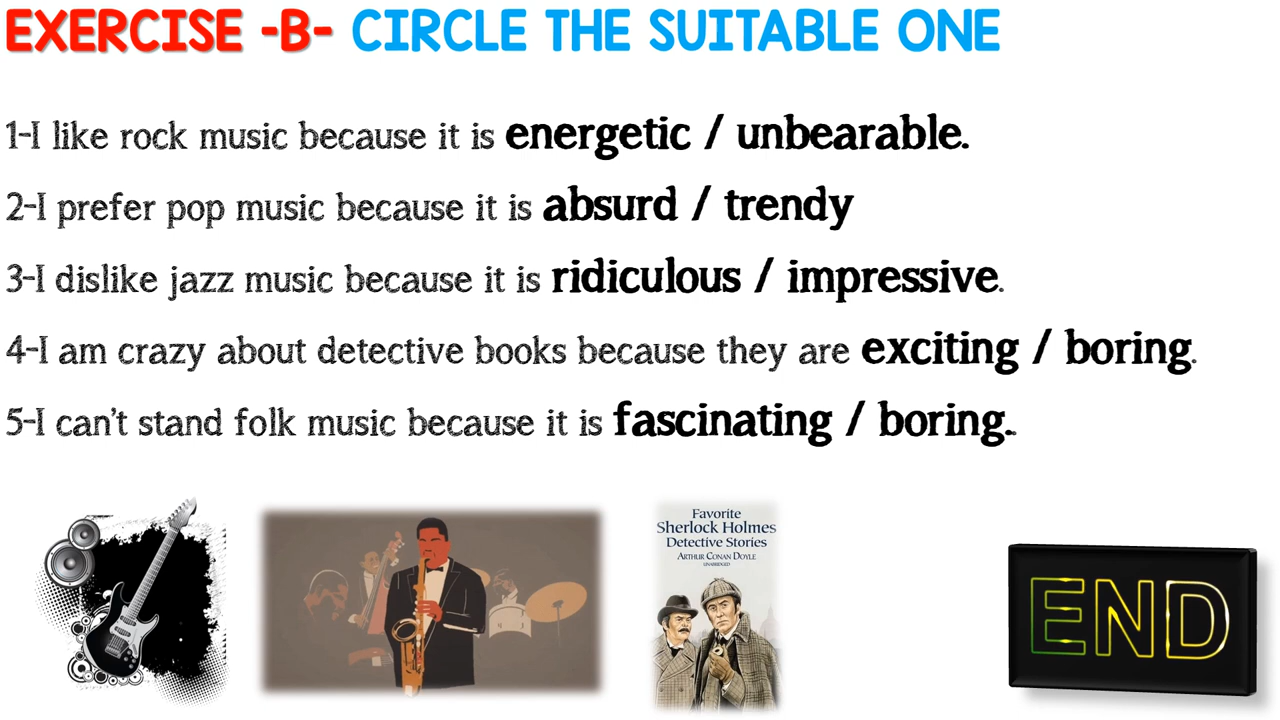 EXERCISE -B- CIRCLE THE SUITABLE ONE
1-I like rock music because it is energetic / unbearable.
2-I prefer pop music because it is absurd / trendy
3-I dislike jazz music because it is ridiculous / impressive.
4-I am crazy about detective books because they are exciting / boring.
5-I can't stand folk music because it is fascinating / boring..
Favorite
Sherlock Holmes
Detective Stories
ARTHUR CONAN DOYLE
UNABRIDGED
END